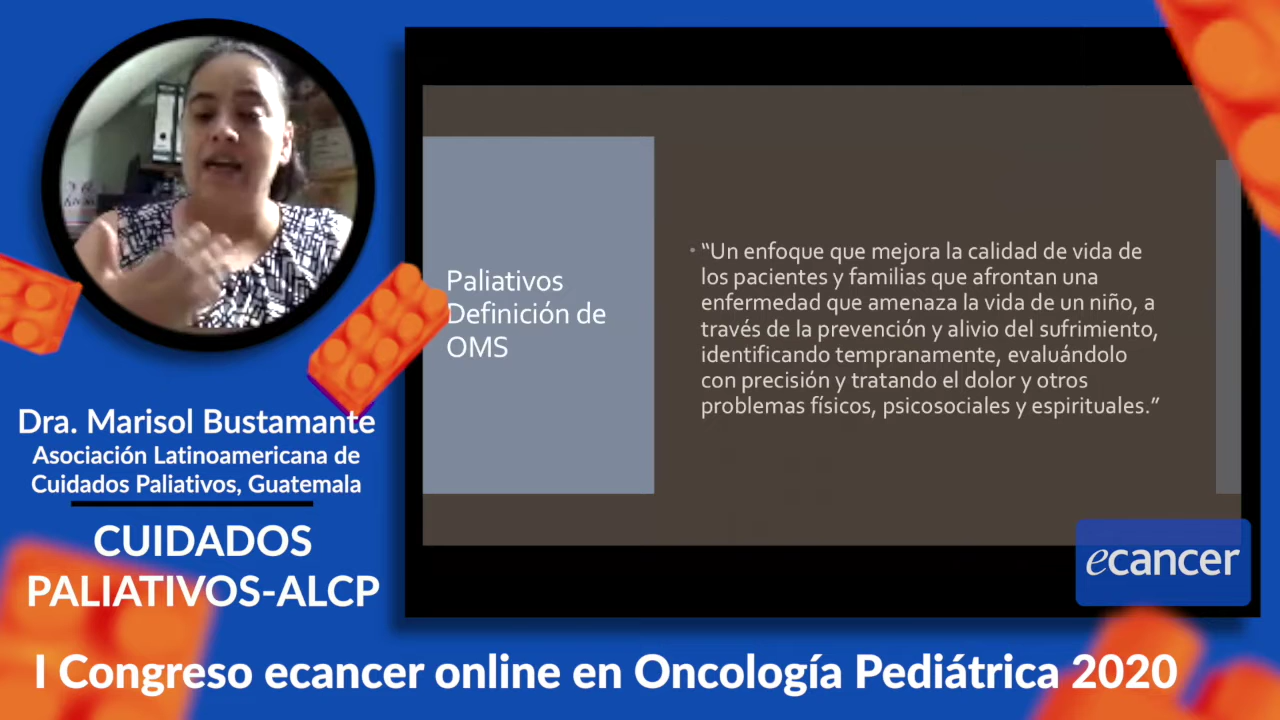 Paliativos
Definición de
OMS
“Un enfoque que mejora la calidad de vida de
los pacientes y familias que afrontan una
enfermedad que amenaza la vida de un niño, a
través de la prevención y alivio del sufrimiento,
identificando tempranamente, evaluándolo
con precisión y tratando el dolor y otros
problemas físicos, psicosociales y espirituales.”
Dra. Marisol Bustamante
Asociación Latinoamericana de
Cuidados Paliativos, Guatemala
CUIDADOS
PALIATIVOS-ALCP
ecancer
I Congreso ecancer online en Oncología Pediátrica 2020